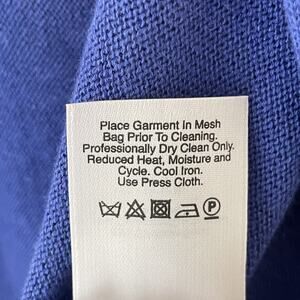 Place Garment in Mesh
Bag Prior To Cleaning.
Professionally Dry Clean Only.
Reduced Heat, Moisture and
Cycle. Cool Iron.
Use Press Cloth.
P